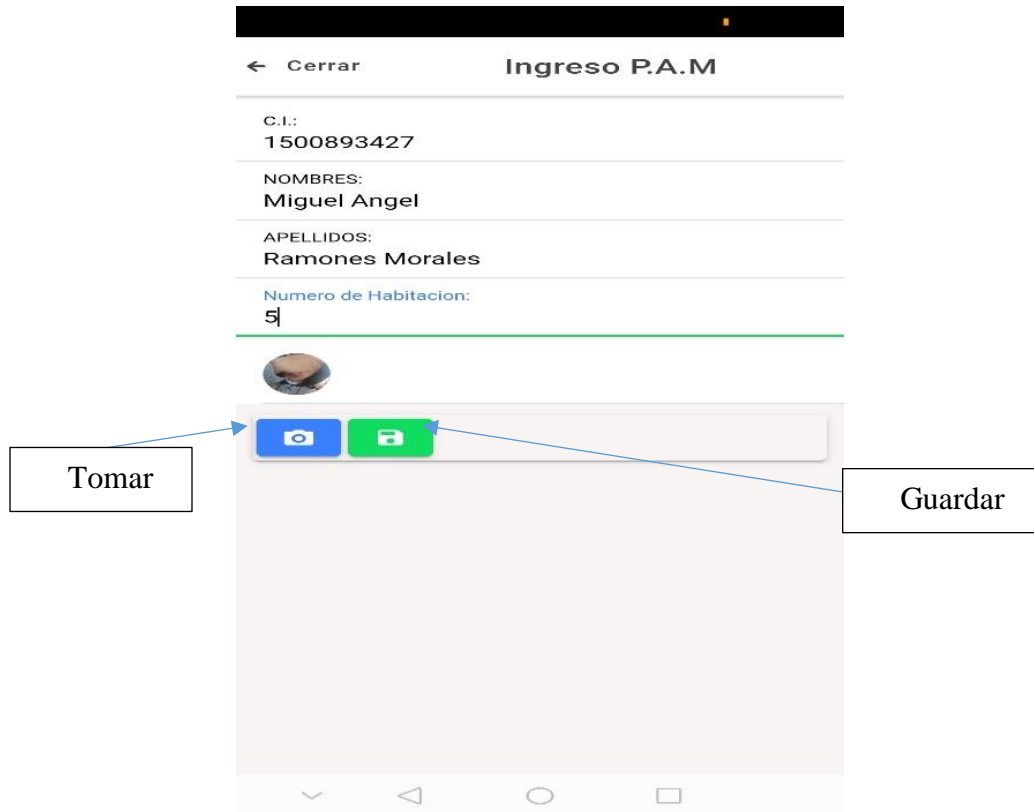 Cerrar Ingreso P.A.M
C.I.:
1500893427
NOMBRES:
Miguel Angel
APELLIDOS:
Ramones Morales
Numero de Habitacion:
5
Tomar
Guardar